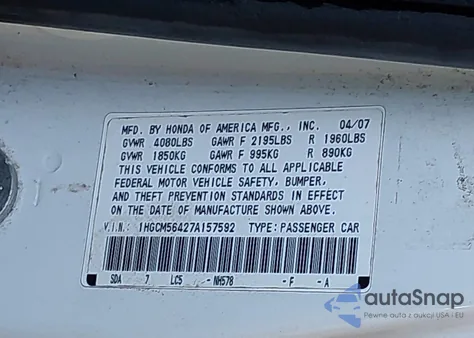 MFD. BY HONDA OF AMERICA MFG., INC. 04/07
GVWR 4080LBS GAWR F 2195LBS R 1960LBS
GVWR 1850KG GAWR F 995KG R 890KG
THIS VEHICLE CONFORMS TO ALL APPLICABLE
FEDERAL MOTOR VEHICLE SAFETY, BUMPER,
AND THEFT PREVENTION STANDARDS IN EFFECT
ON THE DATE OF MANUFACTURE SHOWN ABOVE.
V.I.N.: 1HGCM56427A157592 TYPE: PASSENGER CAR
SDA 7 LC5 -NH578 -F -A
autoSnap
Pewne auta z aukcji USA i EU